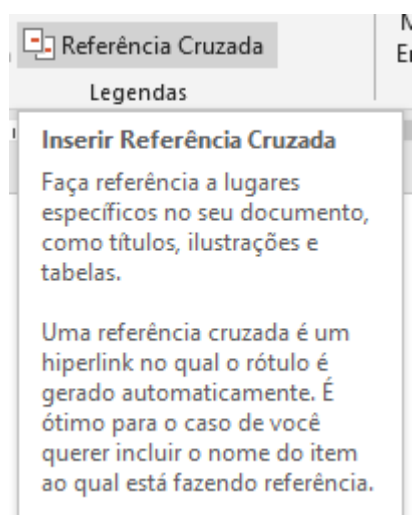 Referência Cruzada
Legendas
Inserir Referência Cruzada
Faça referência a lugares
específicos no seu documento,
como títulos, ilustrações e
tabelas.
Uma referência cruzada é um
hiperlink no qual o rótulo é
gerado automaticamente. É
ótimo para o caso de você
querer incluir o nome do item
ao qual está fazendo referência.